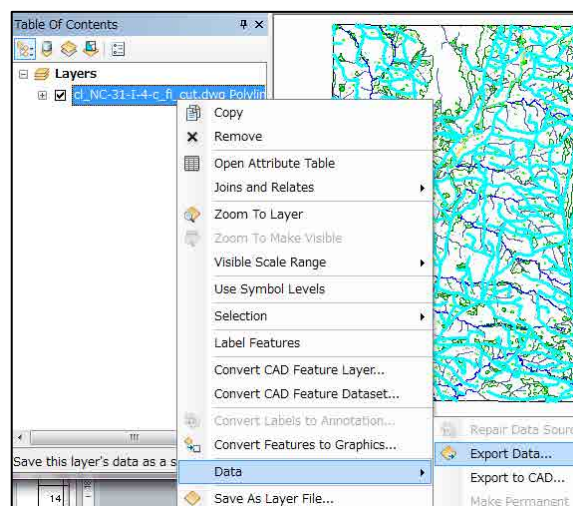 Table Of Contents
Layers
cl_NC-31-I-4-c_fi_cut.dwg Polylin
Copy
Remove
Open Attribute Table
Joins and Relates
Zoom To Layer
Zoom To Make Visible
Visible Scale Range
Use Symbol Levels
Selection
Label Features
Convert CAD Feature Layer...
Convert CAD Feature Dataset...
Convert Labels to Annotation...
Convert Features to Graphics...
Data
Save As Layer File...
Repair Data Sourc
Export Data...
Export to CAD...
Make Permanent
Save this layer's data as a s
14